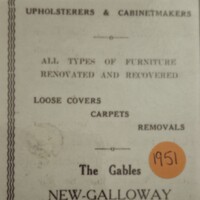 UPHOLSTERERS & CABINETMAKERS
ALL TYPES OF FURNITURE
RENOVATED AND RECOVERED
LOOSE COVERS
CARPETS
REMOVALS
1951
The Gables
NEW-GALLOWAY